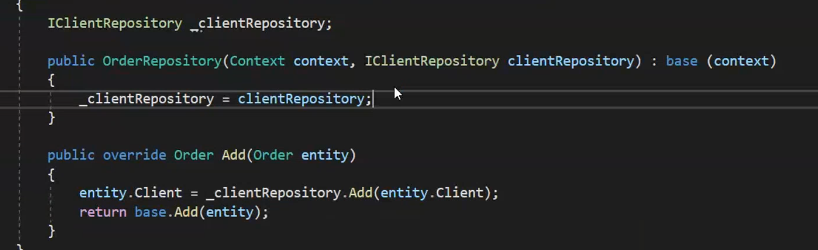 {
IClientRepository _clientRepository;
public OrderRepository(Context context, IClientRepository clientRepository) : base (context)
{
_clientRepository = clientRepository;
}
public override Order Add(Order entity)
{
entity.Client = _clientRepository.Add(entity.Client);
return base.Add(entity);
}
}